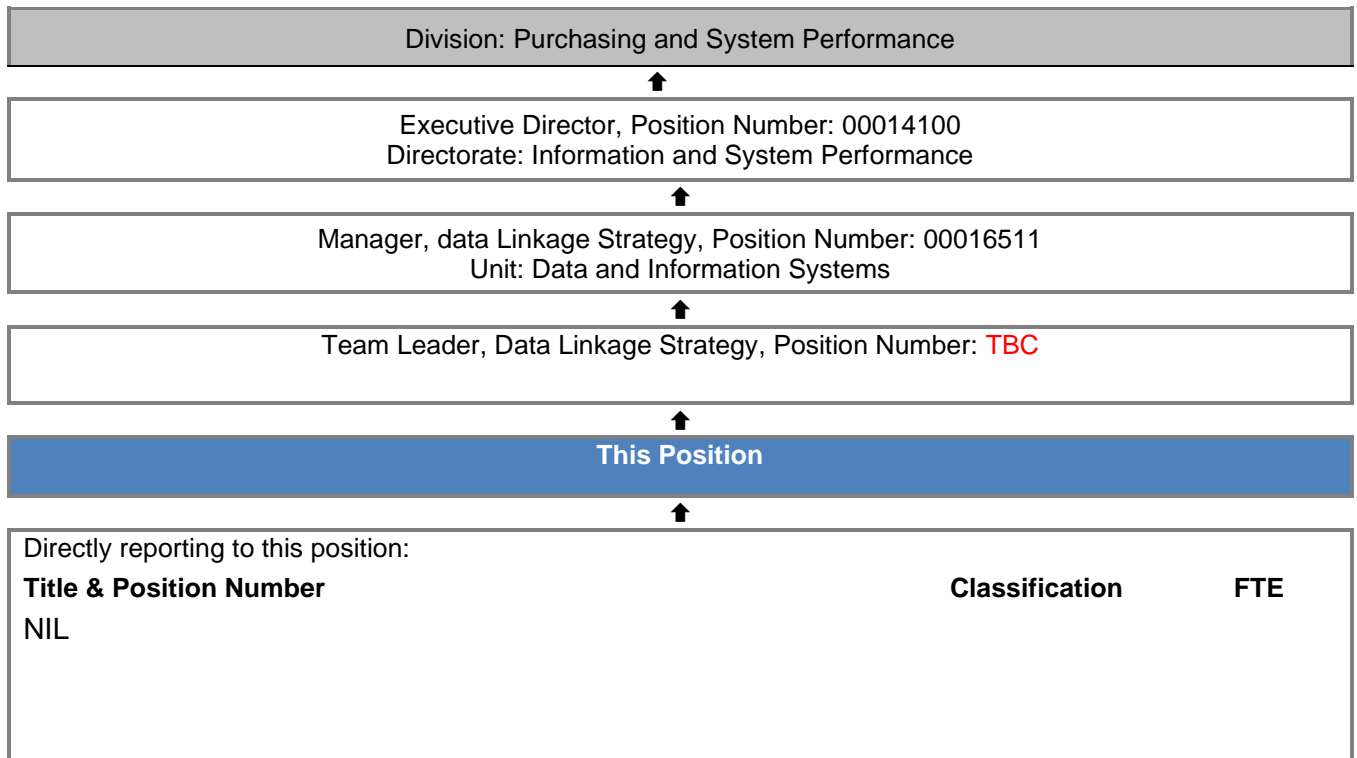 Division: Purchasing and System Performance
Executive Director, Position Number: 00014100
Directorate: Information and System Performance
Manager, data Linkage Strategy, Position Number: 00016511
Unit: Data and Information Systems
Team Leader, Data Linkage Strategy, Position Number: TBC
This Position
Directly reporting to this position:
Title & Position Number Classification FTE
NIL